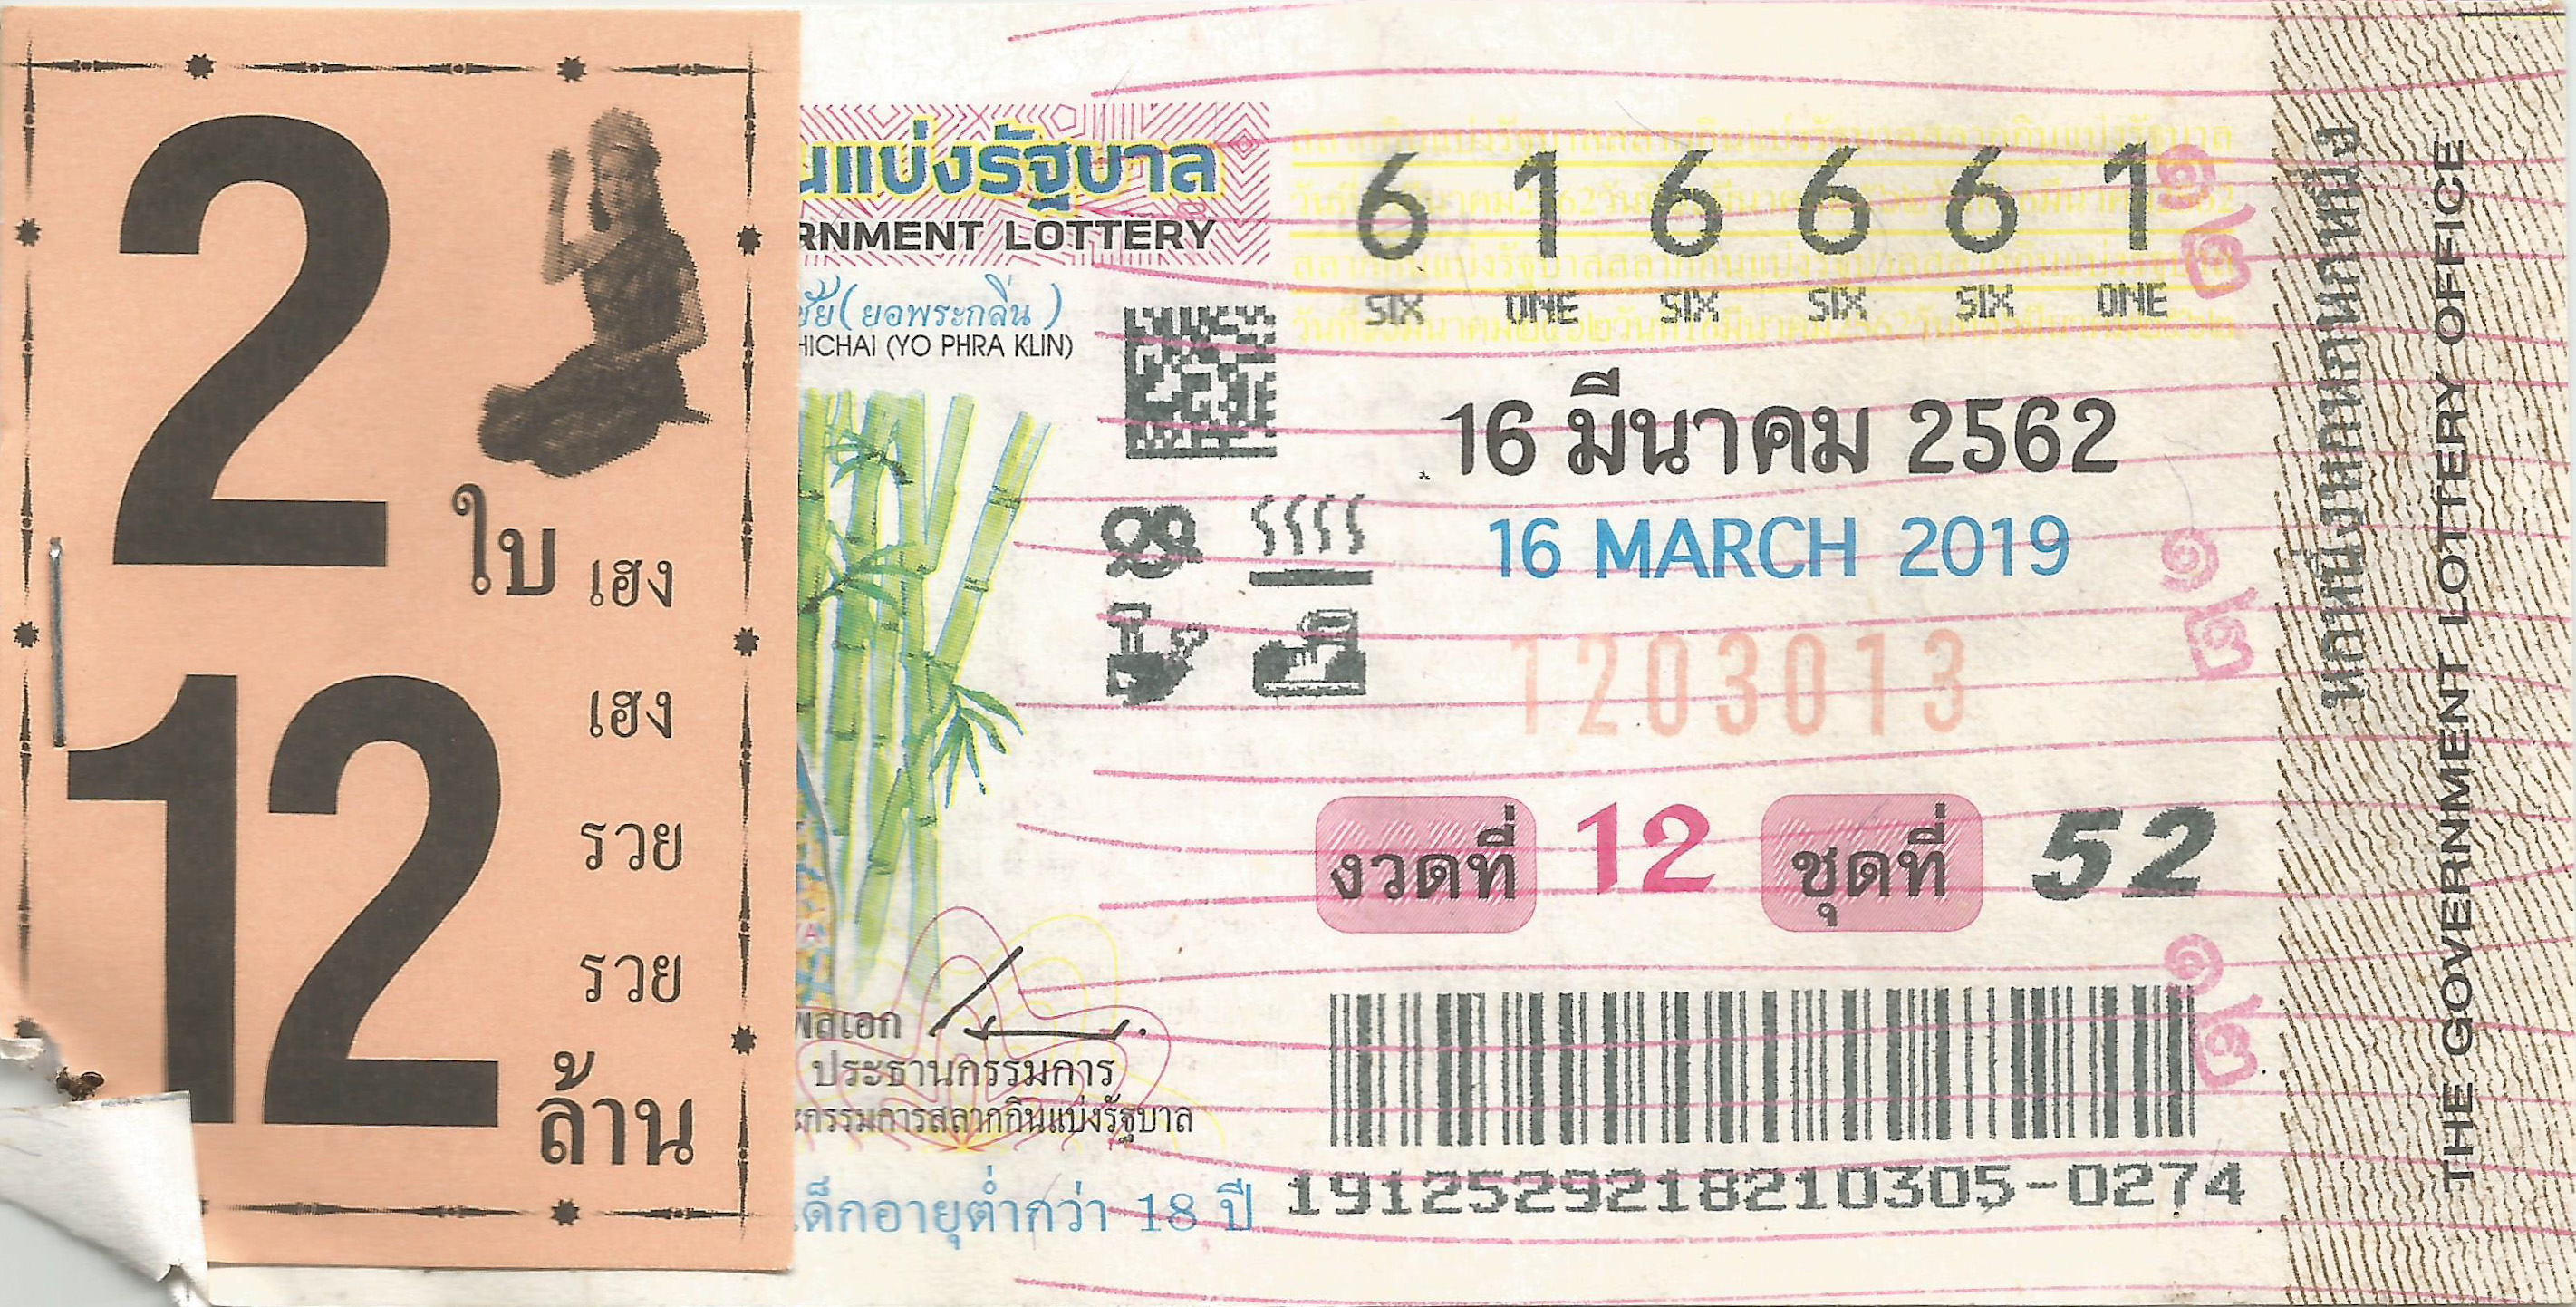 2
ใบ
เฮง
เฮง
รวย
รวย
12
ล้าน
นแบ่งรัฐบาล
RNMENT LOTTERY
ชัย(ยอพระกลิ่น)
HICHAI (YO PHRA KLIN)
6 1 6 6 6 1
SIX ONE SIX SIX SIX ONE
16 มีนาคม 2562
16 MARCH 2019
1203013
งวดที่ 12 ชุดที่ 52
พลเอก
ประธานกรรมการ
กรรมการสลากกินแบ่งรัฐบาล
เด็กอายุต่ำกว่า 18 ปี
1912529218210305-0274
๑๒
๑๒
๑๒
หกหนึ่งหกหกหกหนึ่ง
THE GOVERNMENT LOTTERY OFFICE